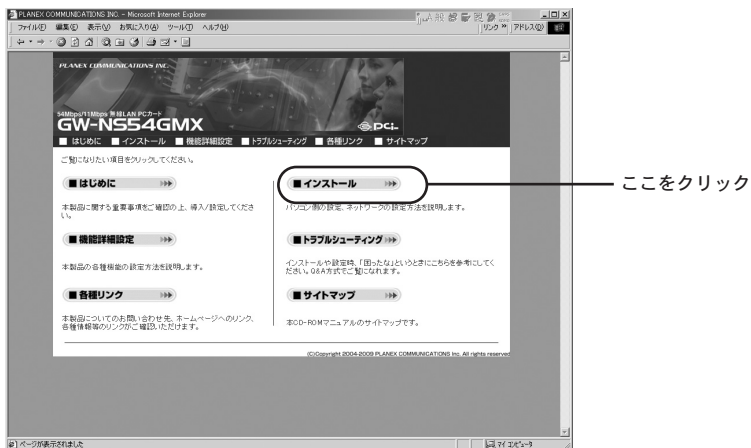 PLANEX COMMUNICATIONS INC. - Microsoft Internet Explorer
ファイル(F) 編集(E) 表示(V) お気に入り(A) ツール(T) ヘルプ(H)
リンク » アドレス(D)
PLANEX COMMUNICATIONS INC.
54Mbps/11Mbps 無線LAN PCカード
GW-NS54GMX
PCi
■ はじめに ■ インストール ■ 機能詳細設定 ■ トラブルシューティング ■ 各種リンク ■ サイトマップ
ご覧になりたい項目をクリックしてください。
■はじめに
本製品に関する重要事項をご確認の上、導入/設定してください。
■インストール
パソコン側の設定、ネットワークの設定方法を説明します。
ここをクリック
■機能詳細設定
本製品の各種機能の設定方法を説明します。
■トラブルシューティング
インストールや設定時、「困ったな」というときにこちらを参考にしてく
ださい。Q&A方式でご覧になれます。
■各種リンク
本製品についてのお問い合わせ先、ホームページへのリンク、
各種情報等のリンクがご確認いただけます。
■サイトマップ
本CD-ROMマニュアルのサイトマップです。
(C)Copyright 2004-2009 PLANEX COMMUNICATIONS Inc. All rights reserved
ページが表示されました
マイ コンピュータ